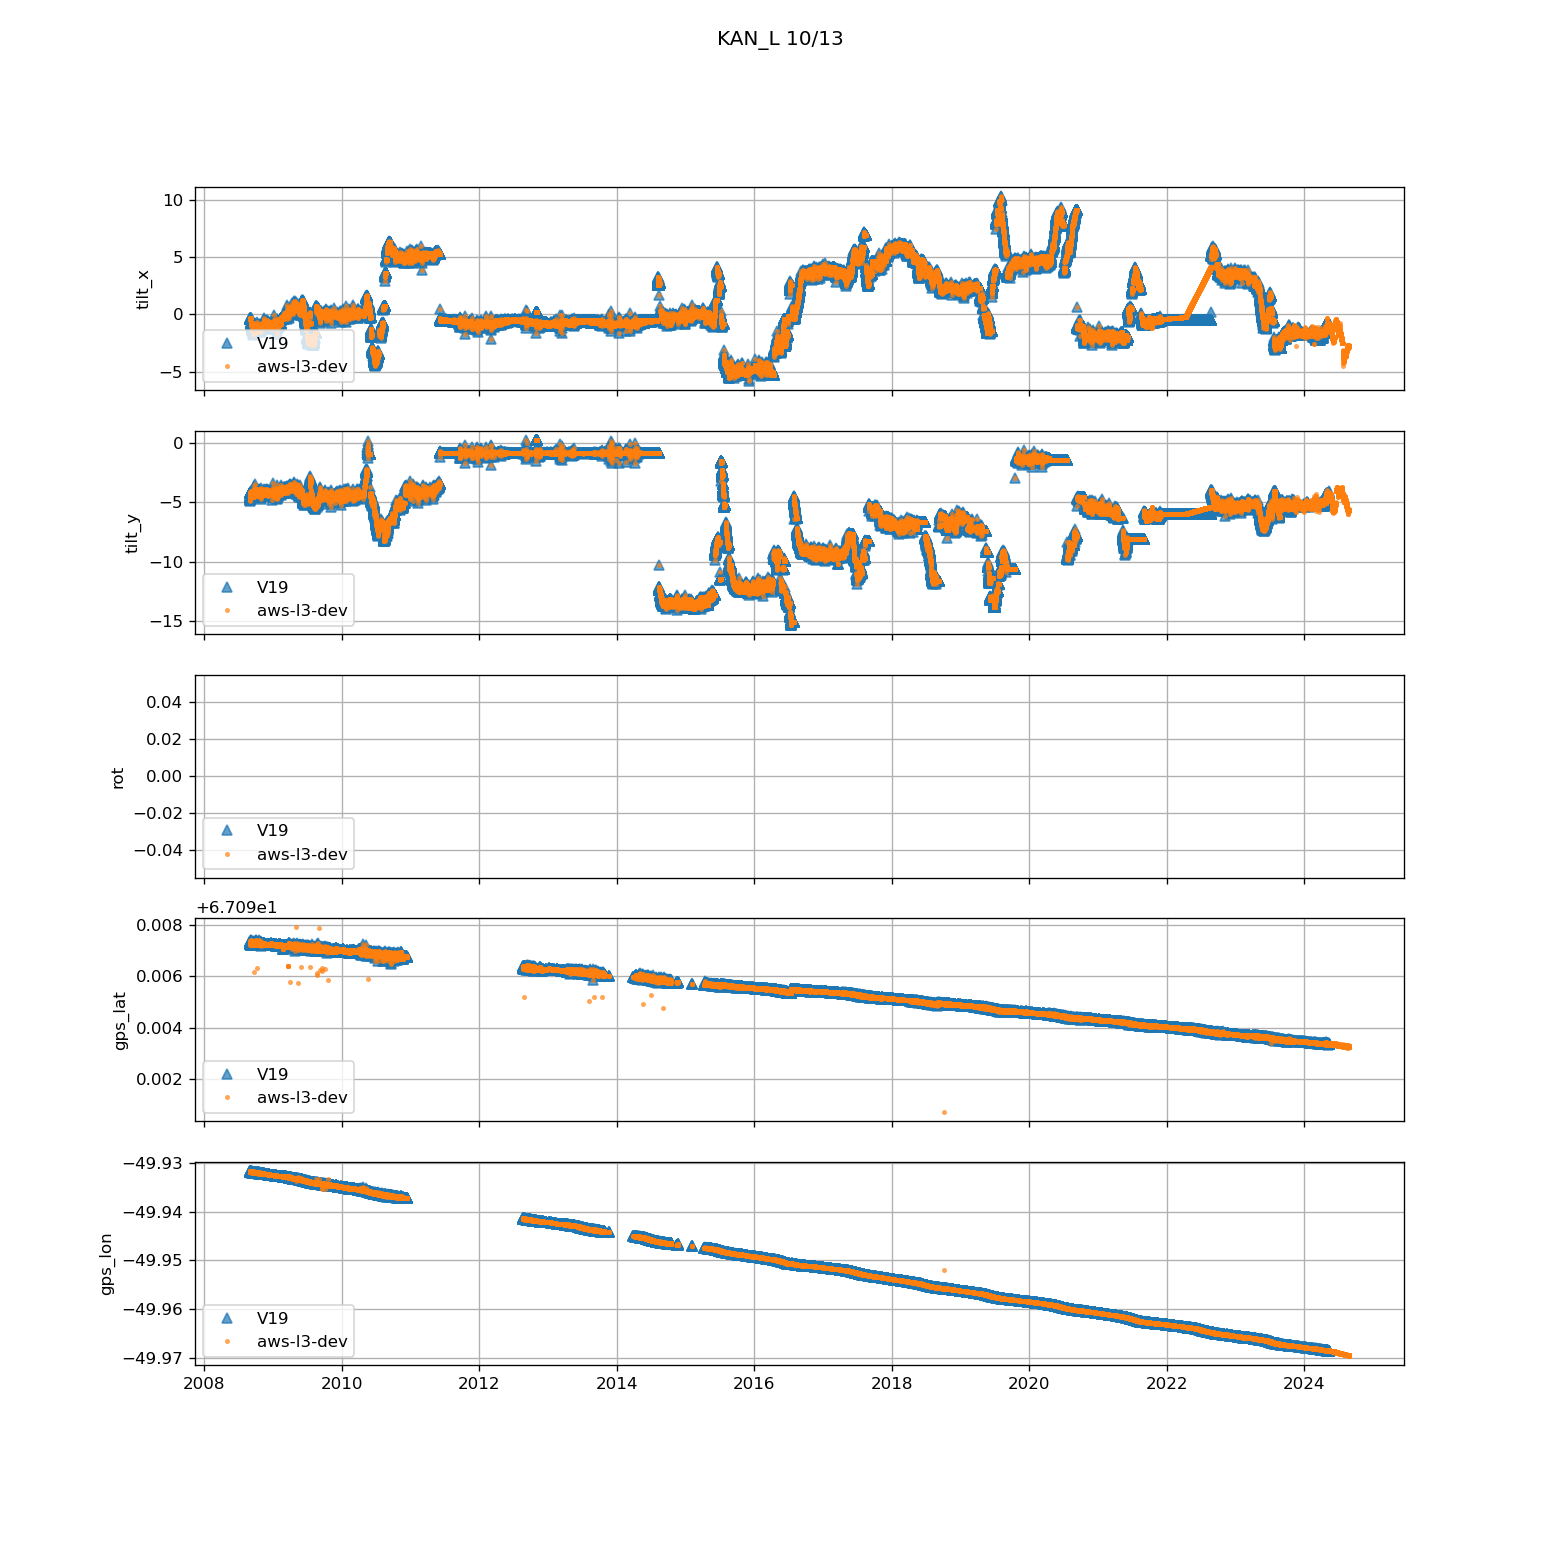 KAN_L 10/13
10
5
0
−5
tilt_x
V19
aws-l3-dev
0
−5
−10
−15
tilt_y
V19
aws-l3-dev
0.04
0.02
0.00
−0.02
−0.04
rot
V19
aws-l3-dev
+6.709e1
0.008
0.006
0.004
0.002
gps_lat
V19
aws-l3-dev
−49.93
−49.94
−49.95
−49.96
−49.97
gps_lon
V19
aws-l3-dev
2008 2010 2012 2014 2016 2018 2020 2022 2024